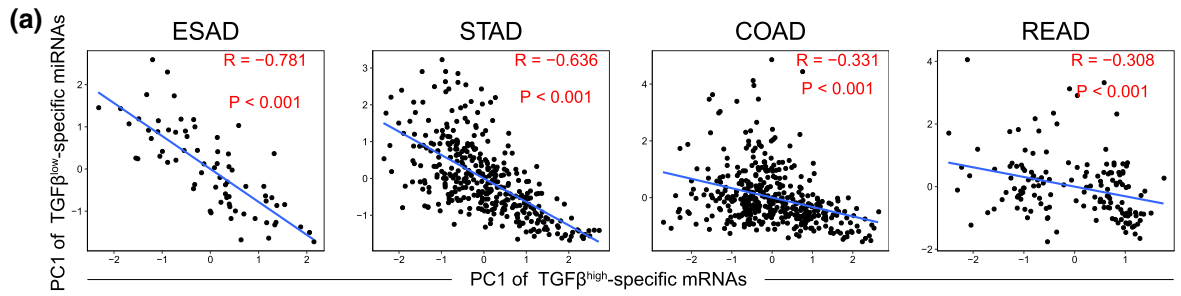 (a)
ESAD
STAD
COAD
READ
PC1 of TGFβlow-specific miRNAs
R = −0.781
P < 0.001
2
1
0
−1
−2
−1
0
1
2
R = −0.636
P < 0.001
3
2
1
0
−1
−2
−1
0
1
2
R = −0.331
P < 0.001
4
2
0
−2
−1
0
1
2
R = −0.308
P < 0.001
4
2
0
−2
−2
−1
0
1
PC1 of TGFβhigh-specific mRNAs